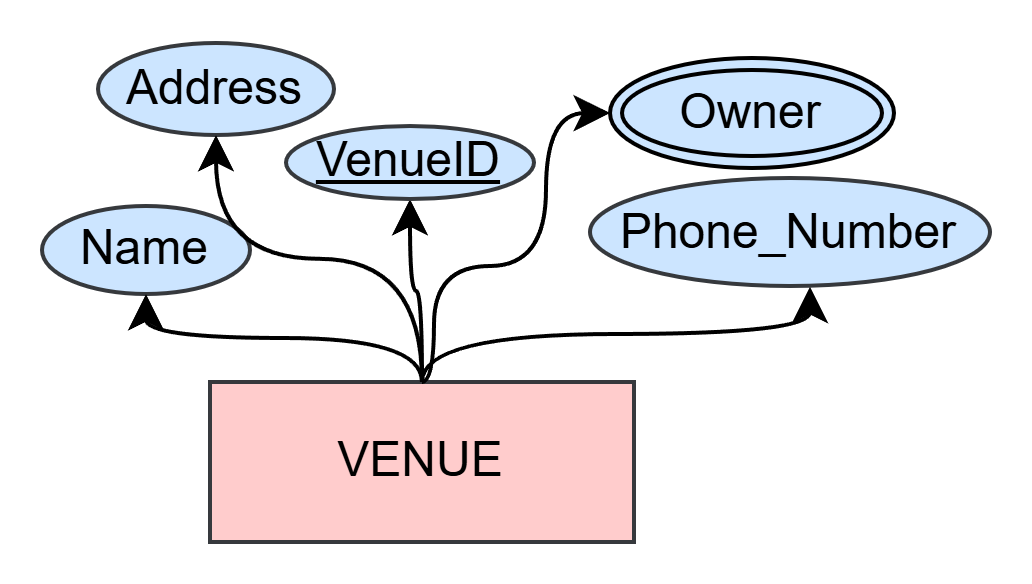 Address
Owner
VenueID
Name
Phone_Number
VENUE